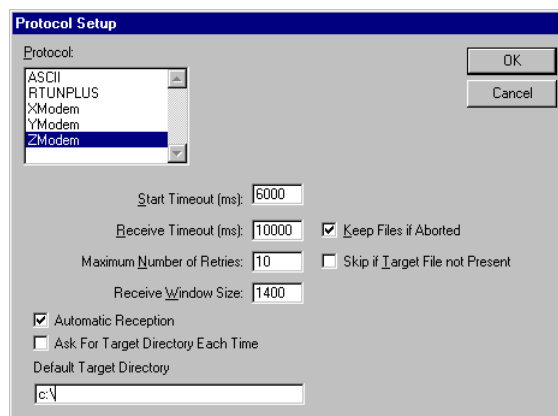 Protocol Setup
Protocol:
ASCII
RTUNPLUS
XModem
YModem
ZModem
OK
Cancel
Start Timeout (ms): 6000
Receive Timeout (ms): 10000 Keep Files if Aborted
Maximum Number of Retries: 10 Skip if Target File not Present
Receive Window Size: 1400
Automatic Reception
Ask For Target Directory Each Time
Default Target Directory
c:\